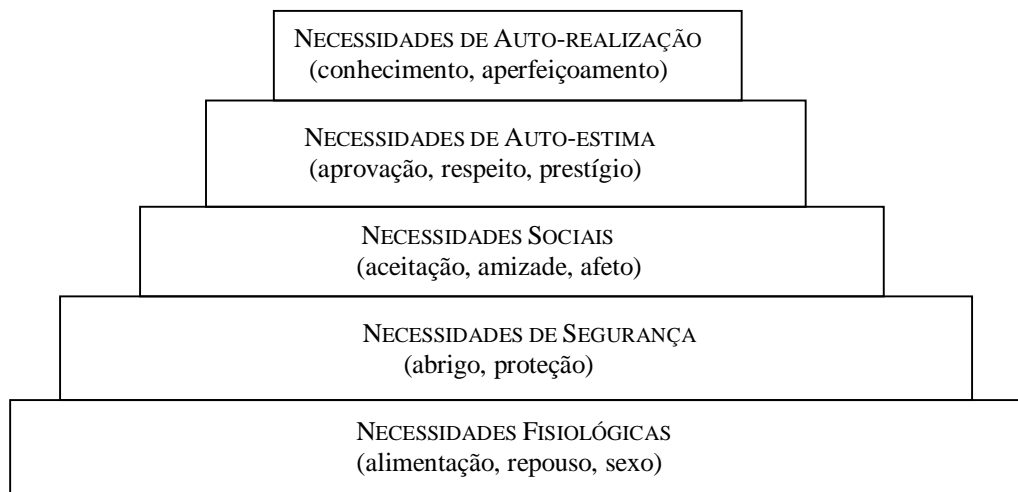 NECESSIDADES DE AUTO-REALIZAÇÃO
(conhecimento, aperfeiçoamento)
NECESSIDADES DE AUTO-ESTIMA
(aprovação, respeito, prestígio)
NECESSIDADES SOCIAIS
(aceitação, amizade, afeto)
NECESSIDADES DE SEGURANÇA
(abrigo, proteção)
NECESSIDADES FISIOLÓGICAS
(alimentação, repouso, sexo)